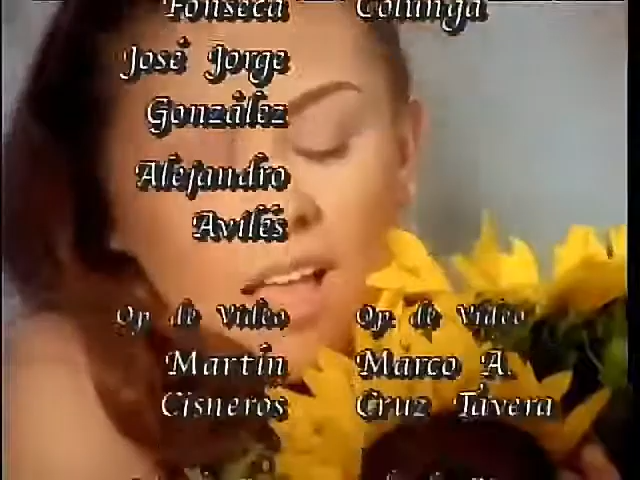 Fonseca Colunga
José Jorge
González
Alejandro
Avilés
Op. de Video Op. de Video
Martín Marco A.
Cisneros Cruz Tavera